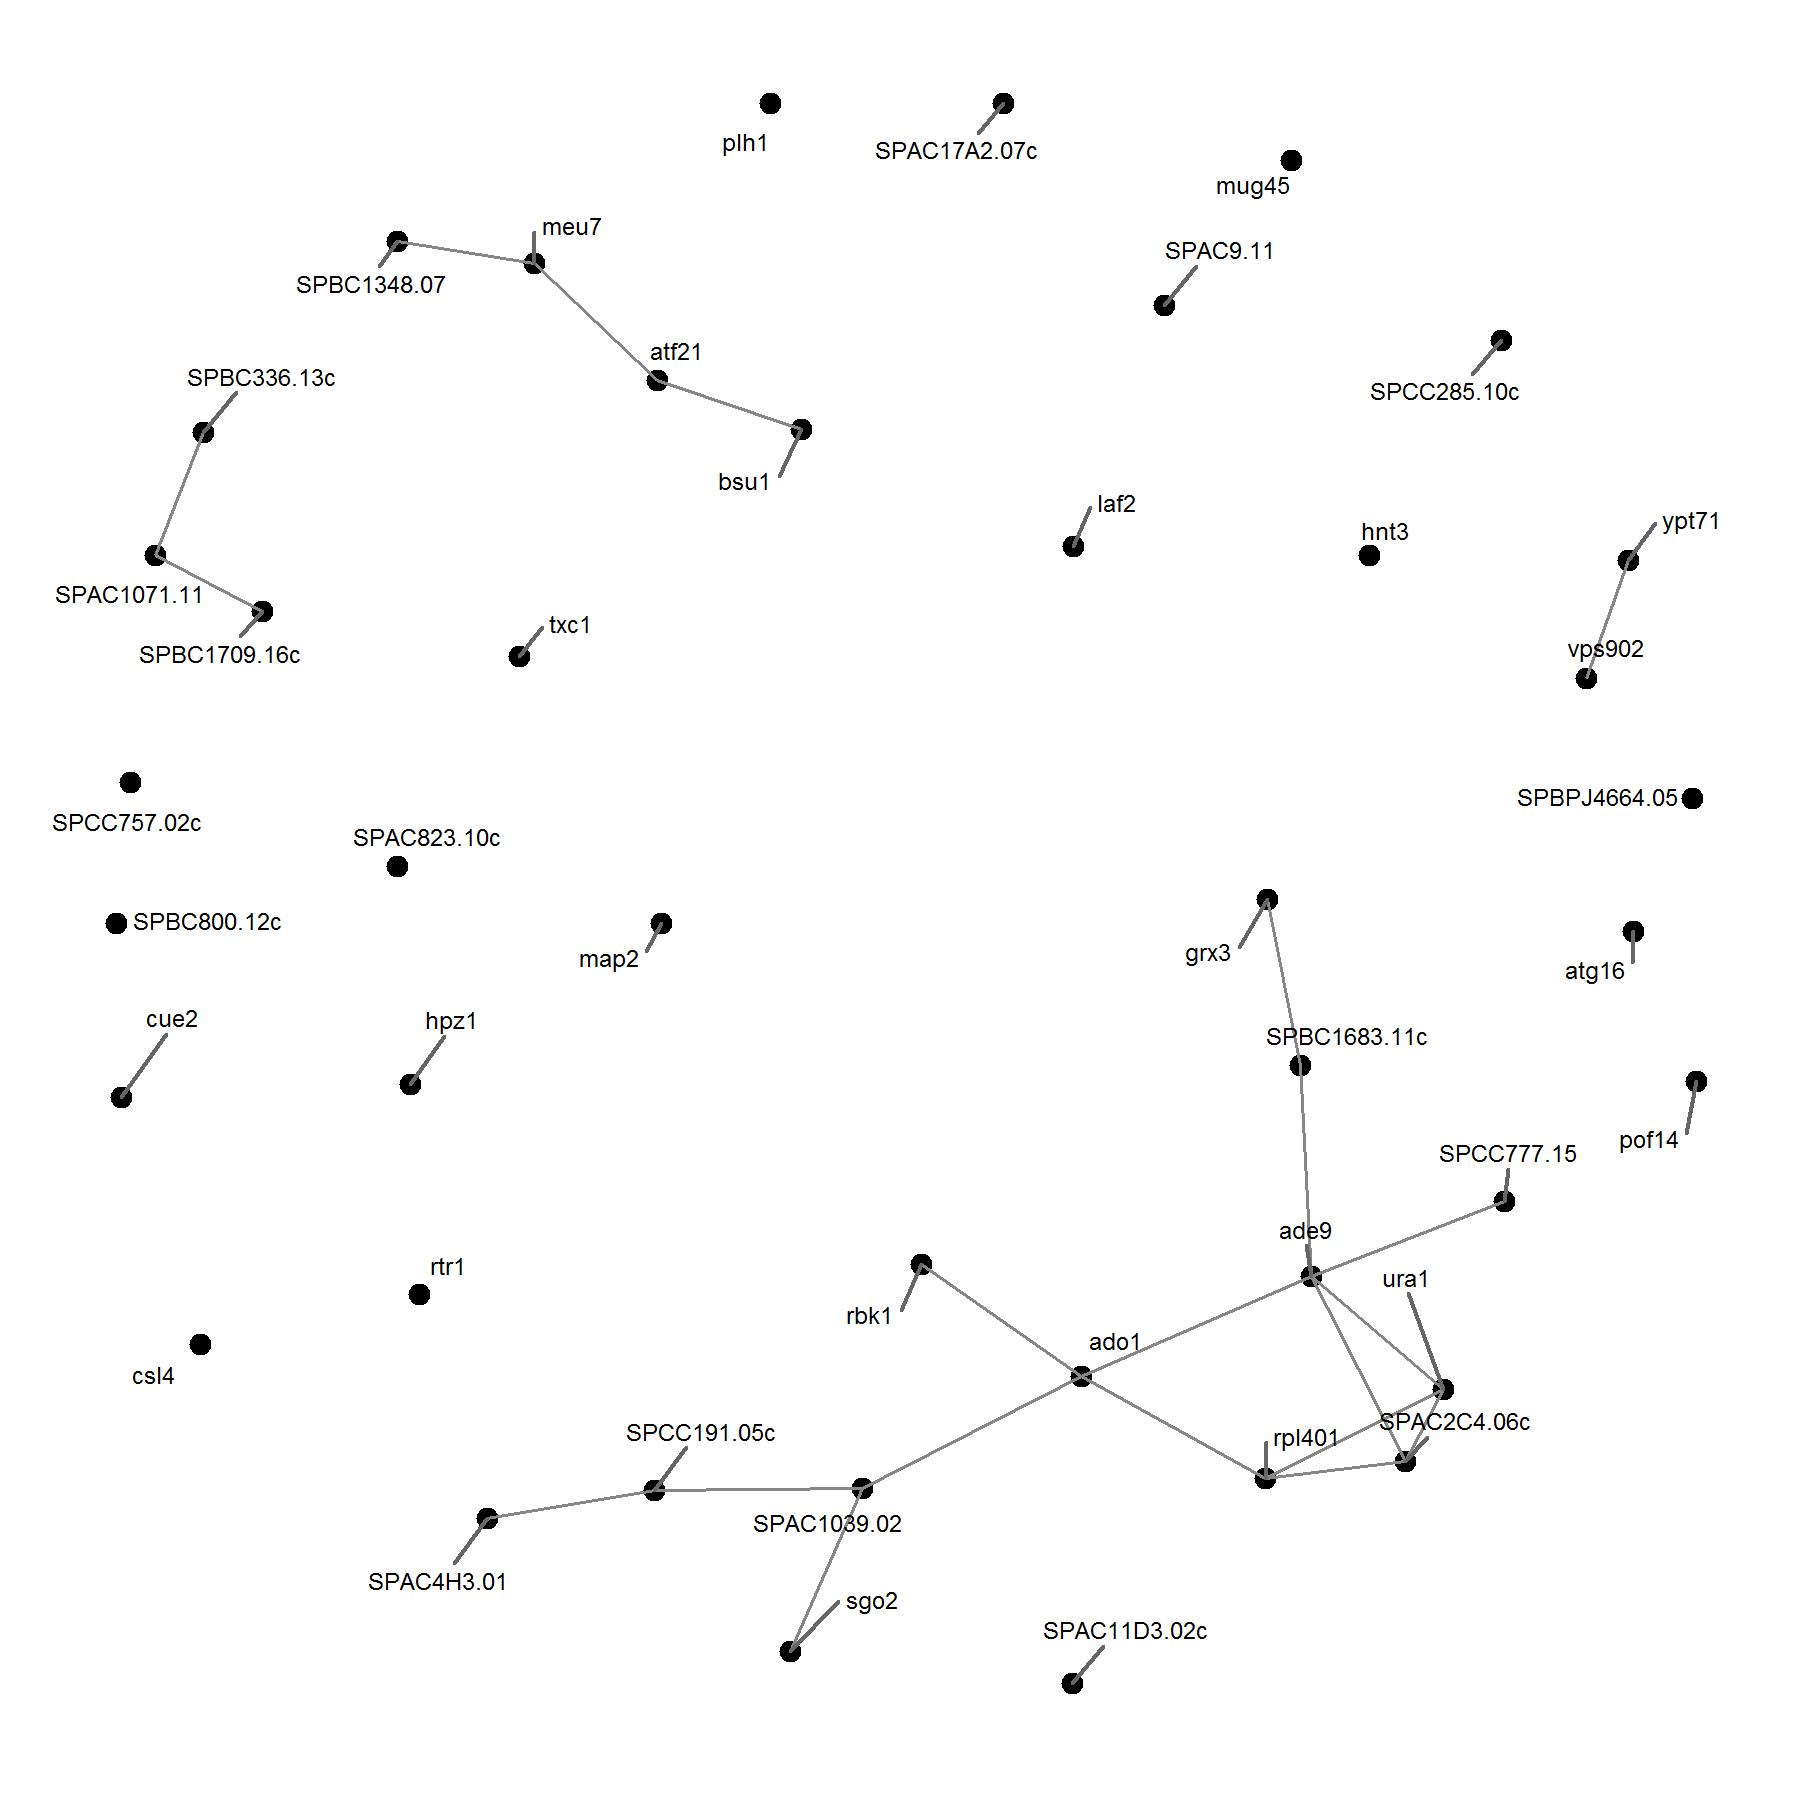 plh1
SPAC17A2.07c
mug45
meu7
SPAC9.11
SPBC1348.07
atf21
SPBC336.13c
SPCC285.10c
bsu1
laf2
ypt71
hnt3
SPAC1071.11
txc1
vps902
SPBC1709.16c
SPBPJ4664.05
SPCC757.02c
SPAC823.10c
SPBC800.12c
grx3
map2
atg16
cue2
hpz1
SPBC1683.11c
pof14
SPCC777.15
ade9
rtr1
ura1
rbk1
ado1
csl4
SPAC2C4.06c
SPCC191.05c
rpl401
SPAC1039.02
SPAC4H3.01
sgo2
SPAC11D3.02c